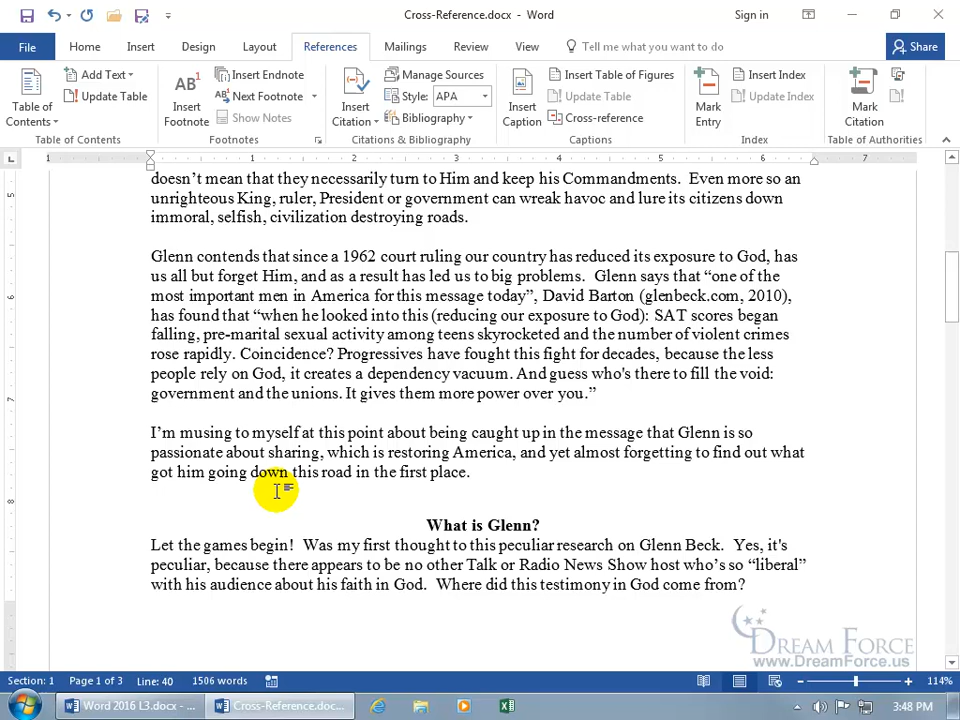 Cross-Reference.docx - Word
Sign in
File Home Insert Design Layout References Mailings Review View Tell me what you want to do Share
Table of Contents
Add Text
Update Table
Table of Contents
AB1
Insert Footnote
Insert Endnote
Next Footnote
Show Notes
Footnotes
Insert Citation
Manage Sources
Style: APA
Bibliography
Citations & Bibliography
Insert Caption
Insert Table of Figures
Update Table
Cross-reference
Captions
Mark Entry
Insert Index
Update Index
Index
Mark Citation
Table of Authorities
1 1 2 3 4 5 6 7
doesn’t mean that they necessarily turn to Him and keep his Commandments.  Even more so an
unrighteous King, ruler, President or government can wreak havoc and lure its citizens down
immoral, selfish, civilization destroying roads.
Glenn contends that since a 1962 court ruling our country has reduced its exposure to God, has
us all but forget Him, and as a result has led us to big problems.  Glenn says that “one of the
most important men in America for this message today”, David Barton (glenbeck.com, 2010),
has found that “when he looked into this (reducing our exposure to God): SAT scores began
falling, pre-marital sexual activity among teens skyrocketed and the number of violent crimes
rose rapidly. Coincidence? Progressives have fought this fight for decades, because the less
people rely on God, it creates a dependency vacuum. And guess who's there to fill the void:
government and the unions. It gives them more power over you.”
I’m musing to myself at this point about being caught up in the message that Glenn is so
passionate about sharing, which is restoring America, and yet almost forgetting to find out what
got him going down this road in the first place.
What is Glenn?
Let the games begin!  Was my first thought to this peculiar research on Glenn Beck.  Yes, it's
peculiar, because there appears to be no other Talk or Radio News Show host who’s so “liberal”
with his audience about his faith in God.  Where did this testimony in God come from?
5
6
7
8
DREAM FORCE
www.DreamForce.us
Section: 1 Page 1 of 3 Line: 40 1506 words 114%
Word 2016 L3.docx - ...
Cross-Reference.doc...
3:48 PM